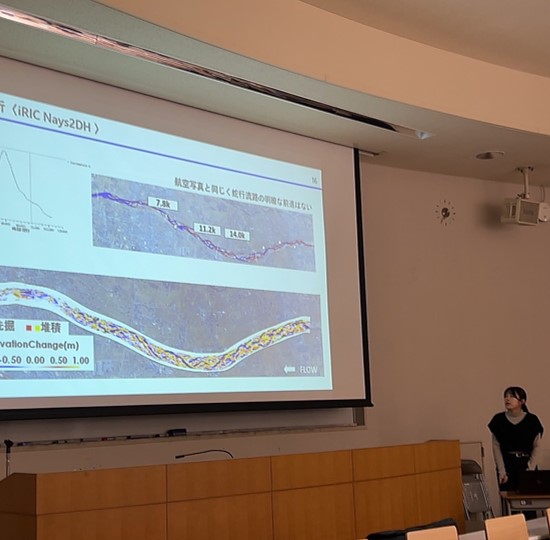 析〈iRIC Nays2DH 〉
16
航空写真と同じく蛇行流路の明瞭な前進はない
7.8k
11.2k
14.0k
洗掘 堆積
ElevationChange(m)
-0.50 0.00 0.50 1.00
FLOW